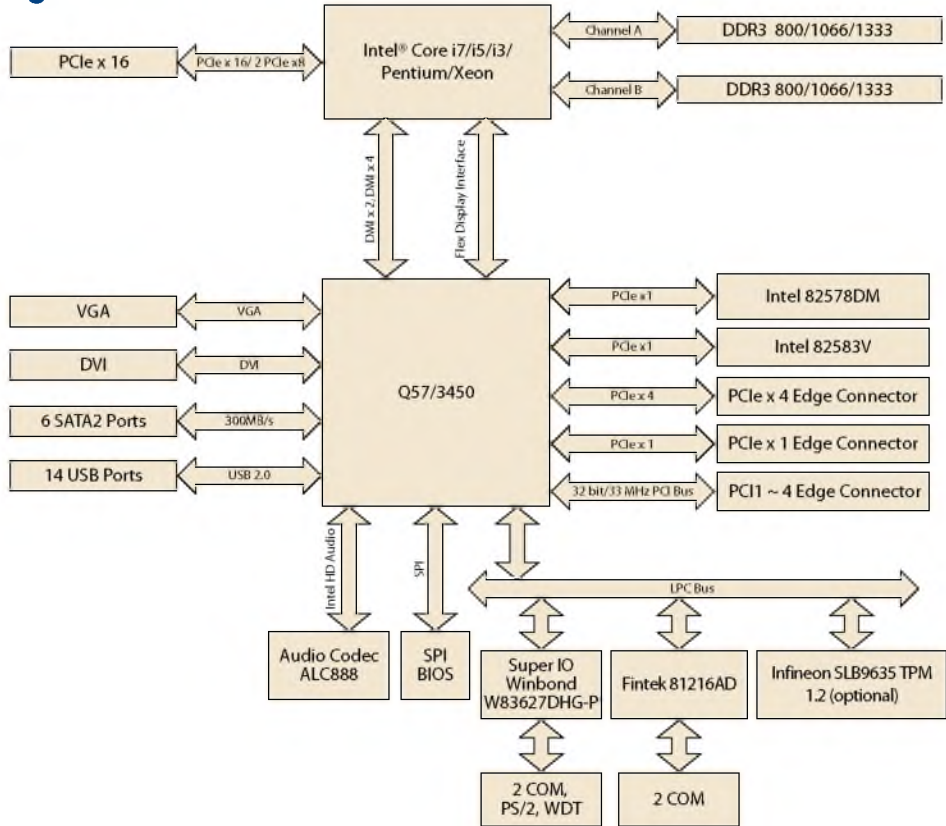 PCIe x 16
PCIe x 16/ 2 PCIe x8
Intel® Core i7/i5/i3/
Pentium/Xeon
Channel A
DDR3 800/1066/1333
Channel B
DDR3 800/1066/1333
DMI x 2, DMI x 4
Flex Display Interface
VGA
VGA
DVI
DVI
6 SATA2 Ports
300MB/s
14 USB Ports
USB 2.0
Q57/3450
PCIe x1
Intel 82578DM
PCIe x1
Intel 82583V
PCIe x 4
PCIe x 4 Edge Connector
PCIe x 1
PCIe x 1 Edge Connector
32 bit/33 MHz PCI Bus
PCI1 ~ 4 Edge Connector
Intel HD Audio
SPI
LPC Bus
Audio Codec
ALC888
SPI
BIOS
Super IO
Winbond
W83627DHG-P
Fintek 81216AD
Infineon SLB9635 TPM
1.2 (optional)
2 COM,
PS/2, WDT
2 COM